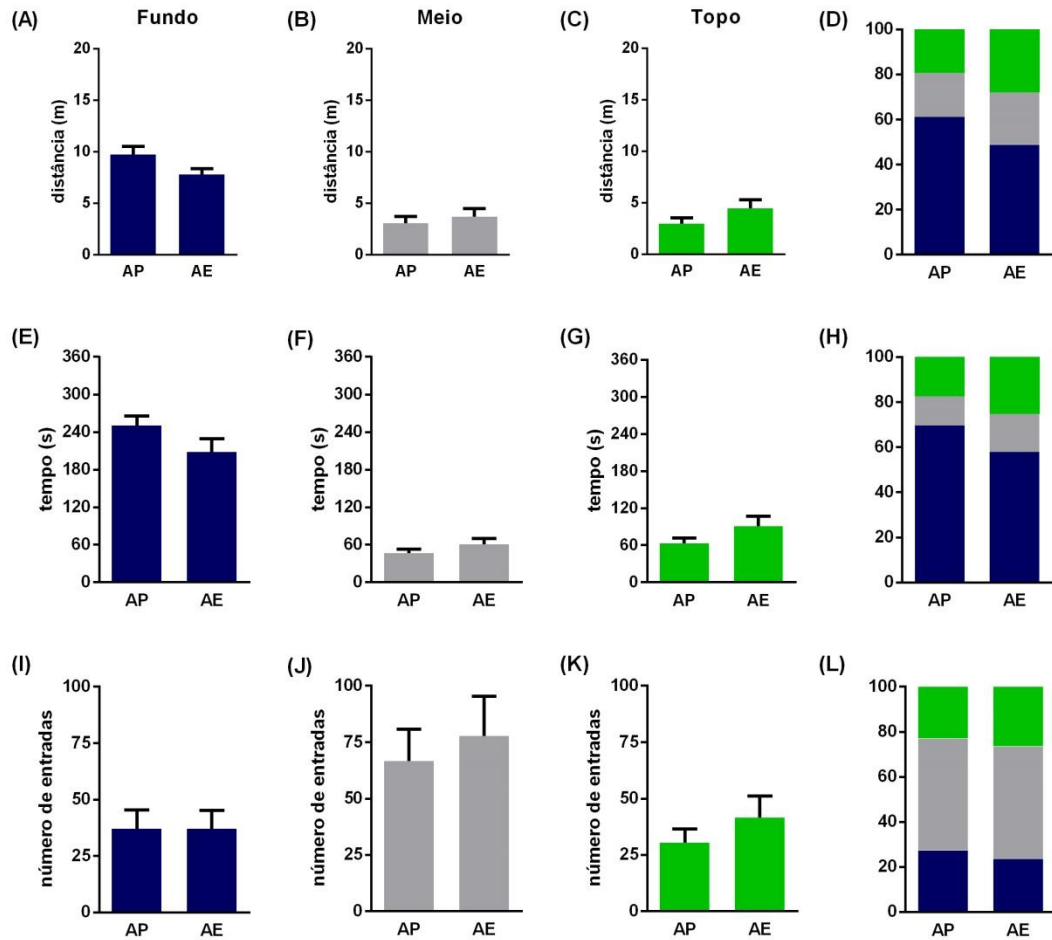 (A) Fundo (B) Meio (C) Topo (D)
distância (m)
20
15
10
5
0
AP AE
distância (m)
20
15
10
5
0
AP AE
distância (m)
20
15
10
5
0
AP AE
100
80
60
40
20
0
AP AE
(E) (F) (G) (H)
tempo (s)
360
300
240
180
120
60
0
AP AE
tempo (s)
360
300
240
180
120
60
0
AP AE
tempo (s)
360
300
240
180
120
60
0
AP AE
100
80
60
40
20
0
AP AE
(I) (J) (K) (L)
número de entradas
100
75
50
25
0
AP AE
número de entradas
100
75
50
25
0
AP AE
número de entradas
100
75
50
25
0
AP AE
100
80
60
40
20
0
AP AE